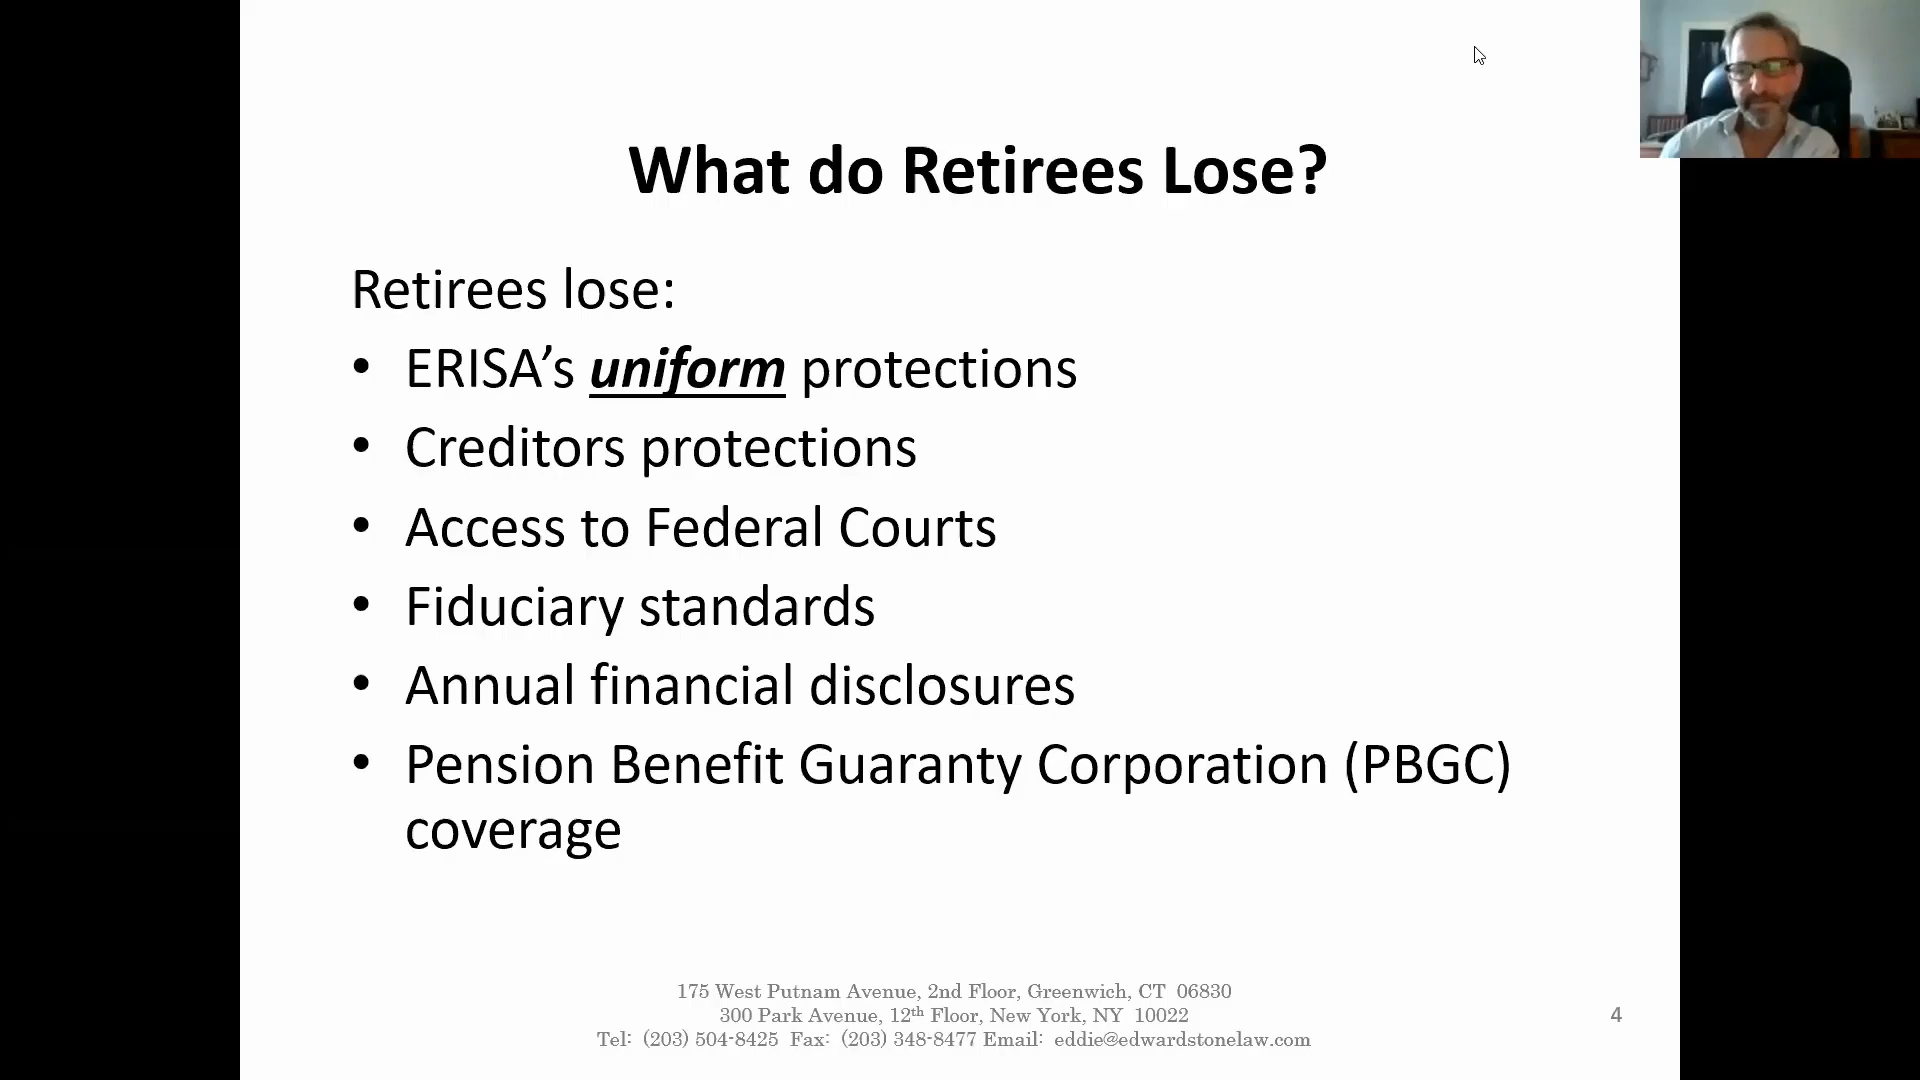 What do Retirees Lose?
Retirees lose:
• ERISA’s uniform protections
• Creditors protections
• Access to Federal Courts
• Fiduciary standards
• Annual financial disclosures
• Pension Benefit Guaranty Corporation (PBGC)
coverage
175 West Putnam Avenue, 2nd Floor, Greenwich, CT 06830
300 Park Avenue, 12th Floor, New York, NY 10022
Tel: (203) 504-8425 Fax: (203) 348-8477 Email: eddie@edwardstonelaw.com
4